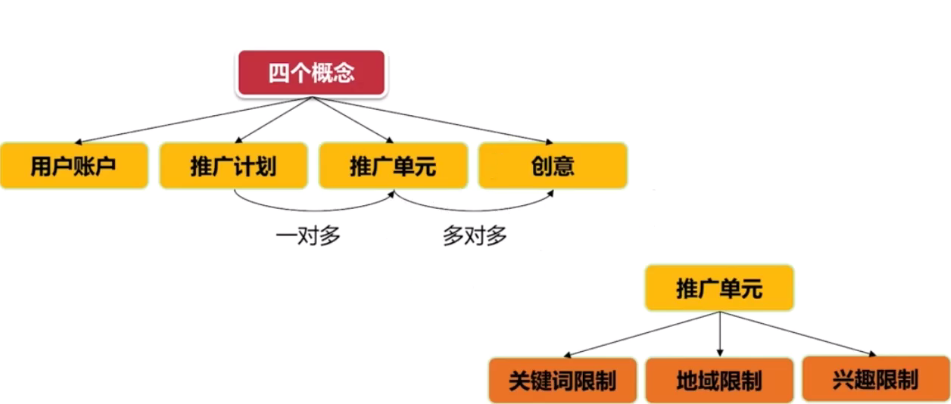 四个概念
用户账户
推广计划
推广单元
创意
一对多
多对多
推广单元
关键词限制
地域限制
兴趣限制